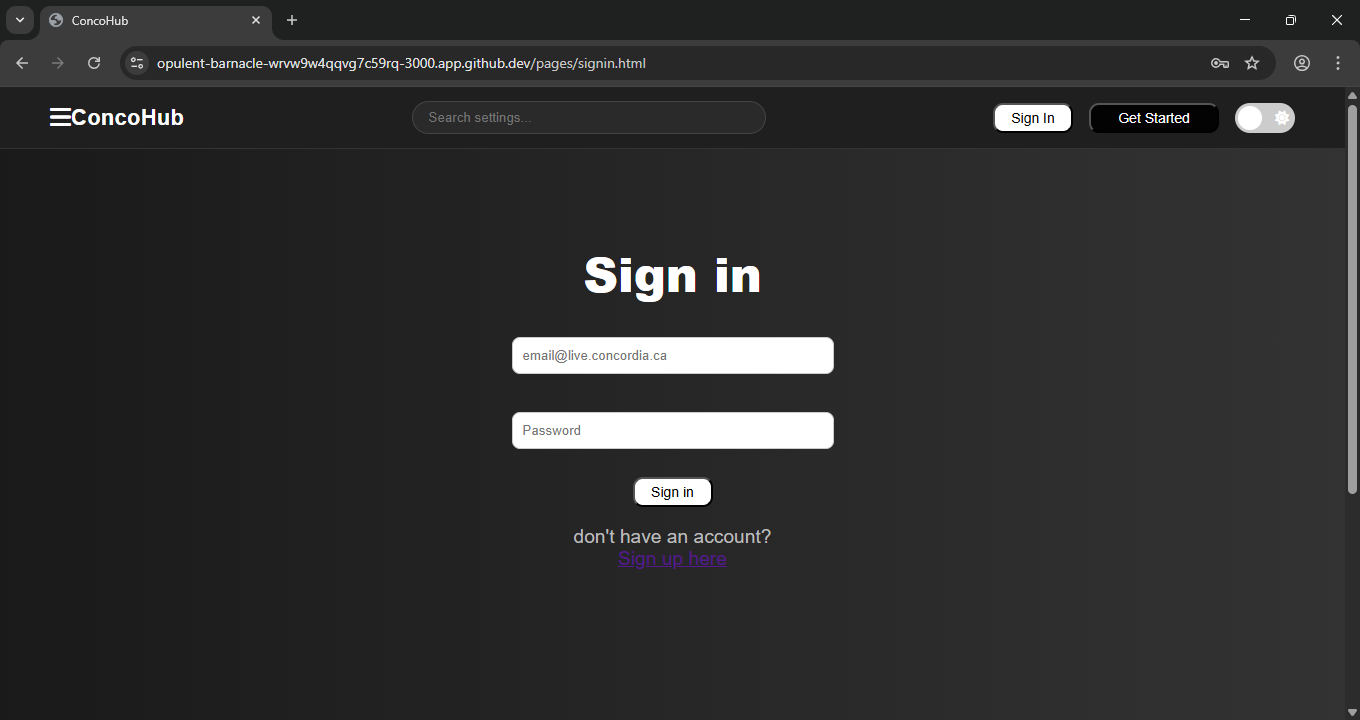 ConcoHub
opulent-barnacle-wrvw9w4qqvg7c59rq-3000.app.github.dev/pages/signin.html
ConcoHub
Search settings...
Sign In
Get Started
Sign in
email@live.concordia.ca
Password
Sign in
don't have an account?
Sign up here